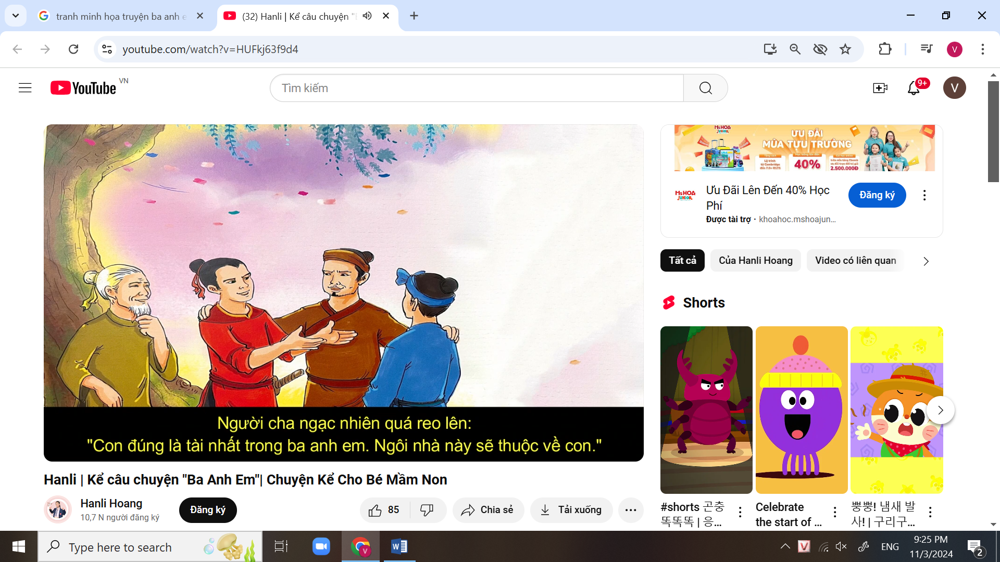 tranh minh họa truyện ba anh e
(32) Hanli | Kể câu chuyện "
youtube.com/watch?v=HUFkj63f9d4
V
YouTube
VN
Tìm kiếm
9+
V
Người cha ngạc nhiên quá reo lên:
"Con đúng là tài nhất trong ba anh em. Ngôi nhà này sẽ thuộc về con."
Hanli | Kể câu chuyện "Ba Anh Em"| Chuyện Kể Cho Bé Mầm Non
Hanli Hoang
10,7 N người đăng ký
Đăng ký
85
Chia sẻ
Tải xuống
MsHOA
JUNIOR
ƯU ĐÃI
MÙA TỰU TRƯỜNG
40%
2.500.000Đ
MsHOA
JUNIOR
Ưu Đãi Lên Đến 40% Học
Phí
Được tài trợ · khoahoc.mshoajun...
Đăng ký
Tất cả
Của Hanli Hoang
Video có liên quan
Shorts
#shorts 곤충
똑똑똑 | 응...
Celebrate
the start of ...
뿡뿡! 냄새 발
사! | 구리구...
Type here to search
V
W
V
ENG
9:25 PM
11/3/2024
2